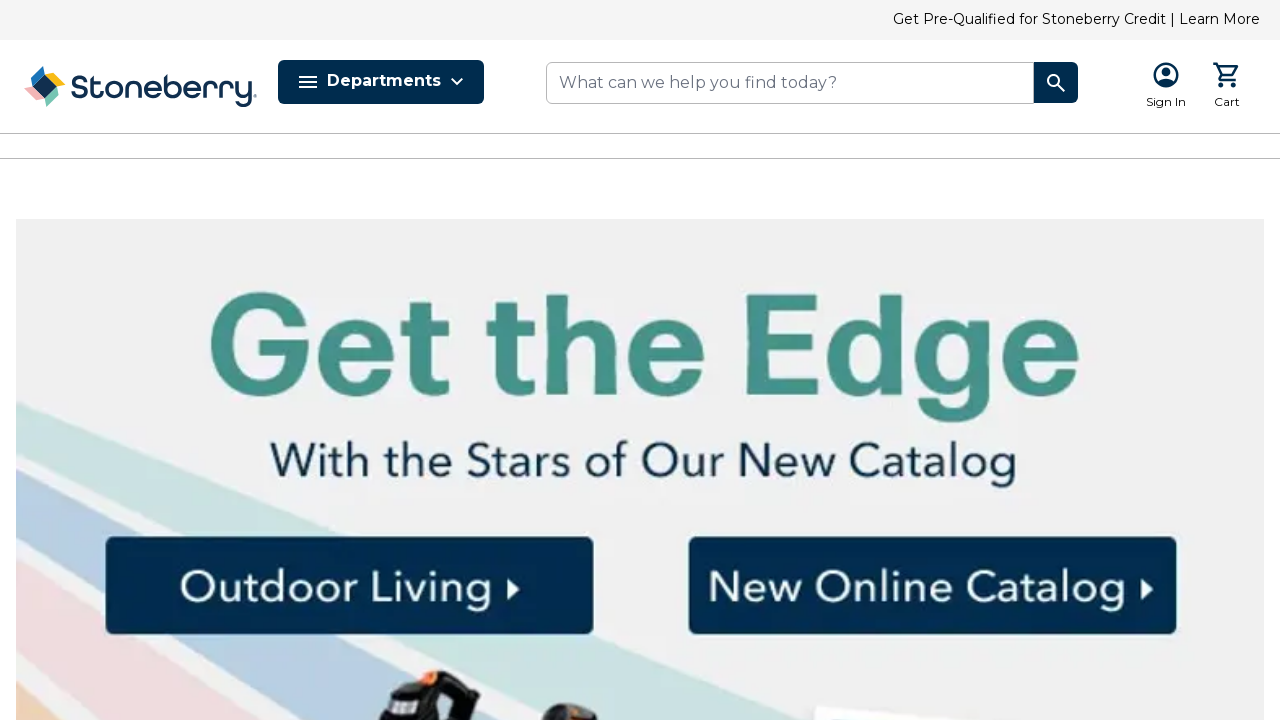 Get Pre-Qualified for Stoneberry Credit | Learn More
Stoneberry®
Departments
What can we help you find today?
Sign In
Cart
Get the Edge
With the Stars of Our New Catalog
Outdoor Living
New Online Catalog